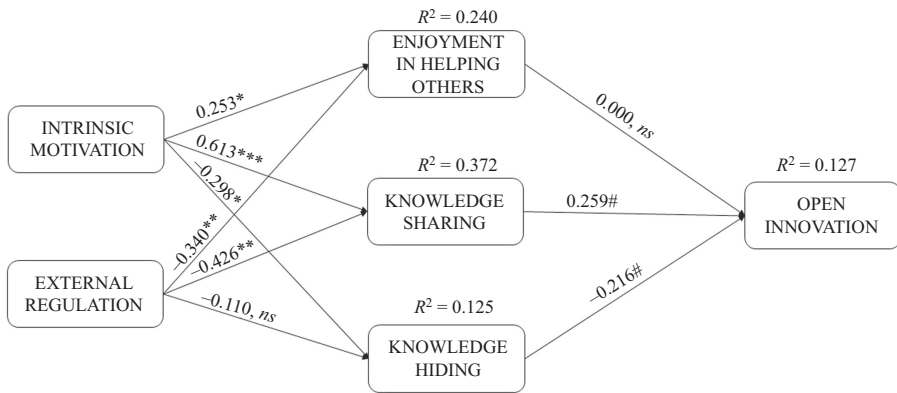 R² = 0.240
ENJOYMENT
IN HELPING
OTHERS
0.253*
0.000, ns
INTRINSIC
MOTIVATION
0.613***
R² = 0.372
R² = 0.127
–0.298*
KNOWLEDGE
SHARING
0.259#
OPEN
INNOVATION
–0.340**
–0.426**
EXTERNAL
REGULATION
–0.110, ns
–0.216#
R² = 0.125
KNOWLEDGE
HIDING